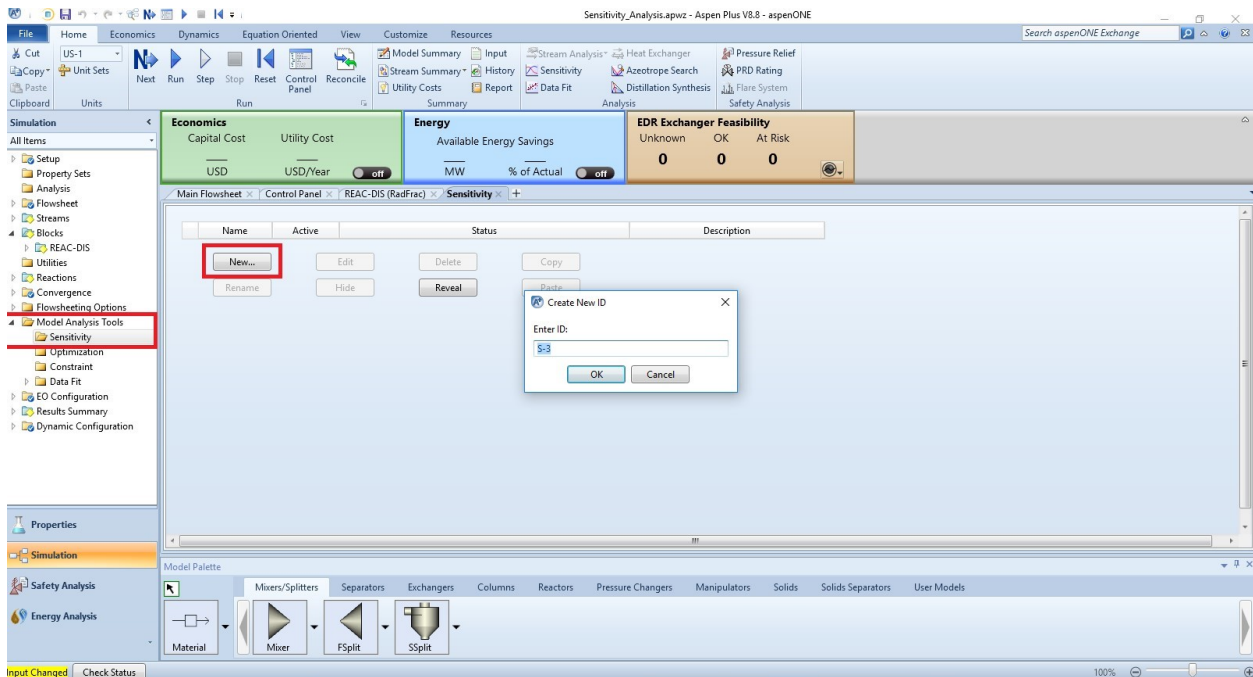 Sensitivity_Analysis.apwz - Aspen Plus V8.8 - aspenONE
File Home Economics Dynamics Equation Oriented View Customize Resources Search aspenONE Exchange
Cut US-1 Model Summary Input Stream Analysis Heat Exchanger Pressure Relief
Copy Unit Sets Next Run Step Stop Reset Control Panel Reconcile Stream Summary History Sensitivity Azeotrope Search PRD Rating
Paste Utility Costs Report Data Fit Distillation Synthesis Flare System
Clipboard Units Run Summary Analysis Safety Analysis
Simulation
All Items
Setup
Property Sets
Analysis
Flowsheet
Streams
Blocks
REAC-DIS
Utilities
Reactions
Convergence
Flowsheeting Options
Model Analysis Tools
Sensitivity
Optimization
Constraint
Data Fit
EO Configuration
Results Summary
Dynamic Configuration
Properties
Simulation
Safety Analysis
Energy Analysis
Economics Energy EDR Exchanger Feasibility
Capital Cost Utility Cost Available Energy Savings Unknown OK At Risk
0 0 0
USD USD/Year off MW % of Actual off
Main Flowsheet Control Panel REAC-DIS (RadFrac) Sensitivity +
Name Active Status Description
New... Edit Delete Copy
Rename Hide Reveal Paste
Create New ID
Enter ID:
S-3
OK Cancel
Model Palette
Mixers/Splitters Separators Exchangers Columns Reactors Pressure Changers Manipulators Solids Solids Separators User Models
Material Mixer FSplit SSplit
Input Changed Check Status 100%